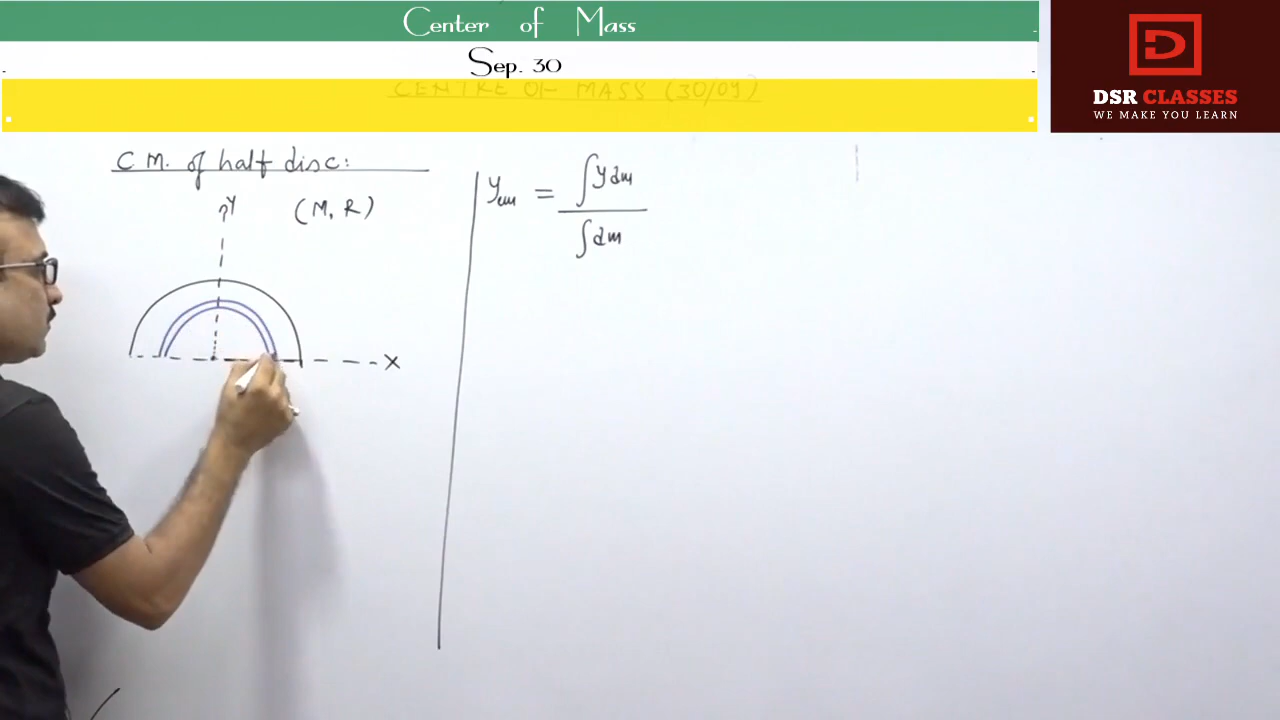 Center of Mass
Sep. 30
CENTRE OF MASS (30/09)
DSR CLASSES
WE MAKE YOU LEARN
C M. of half disc:
Y
(M, R)
X
y_cm = ∫y dm / ∫dm